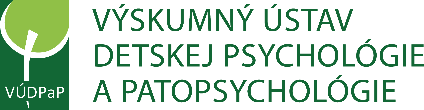 VÝSKUMNÝ ÚSTAV
DETSKEJ PSYCHOLÓGIE
A PATOPSYCHOLÓGIE
VÚDPaP